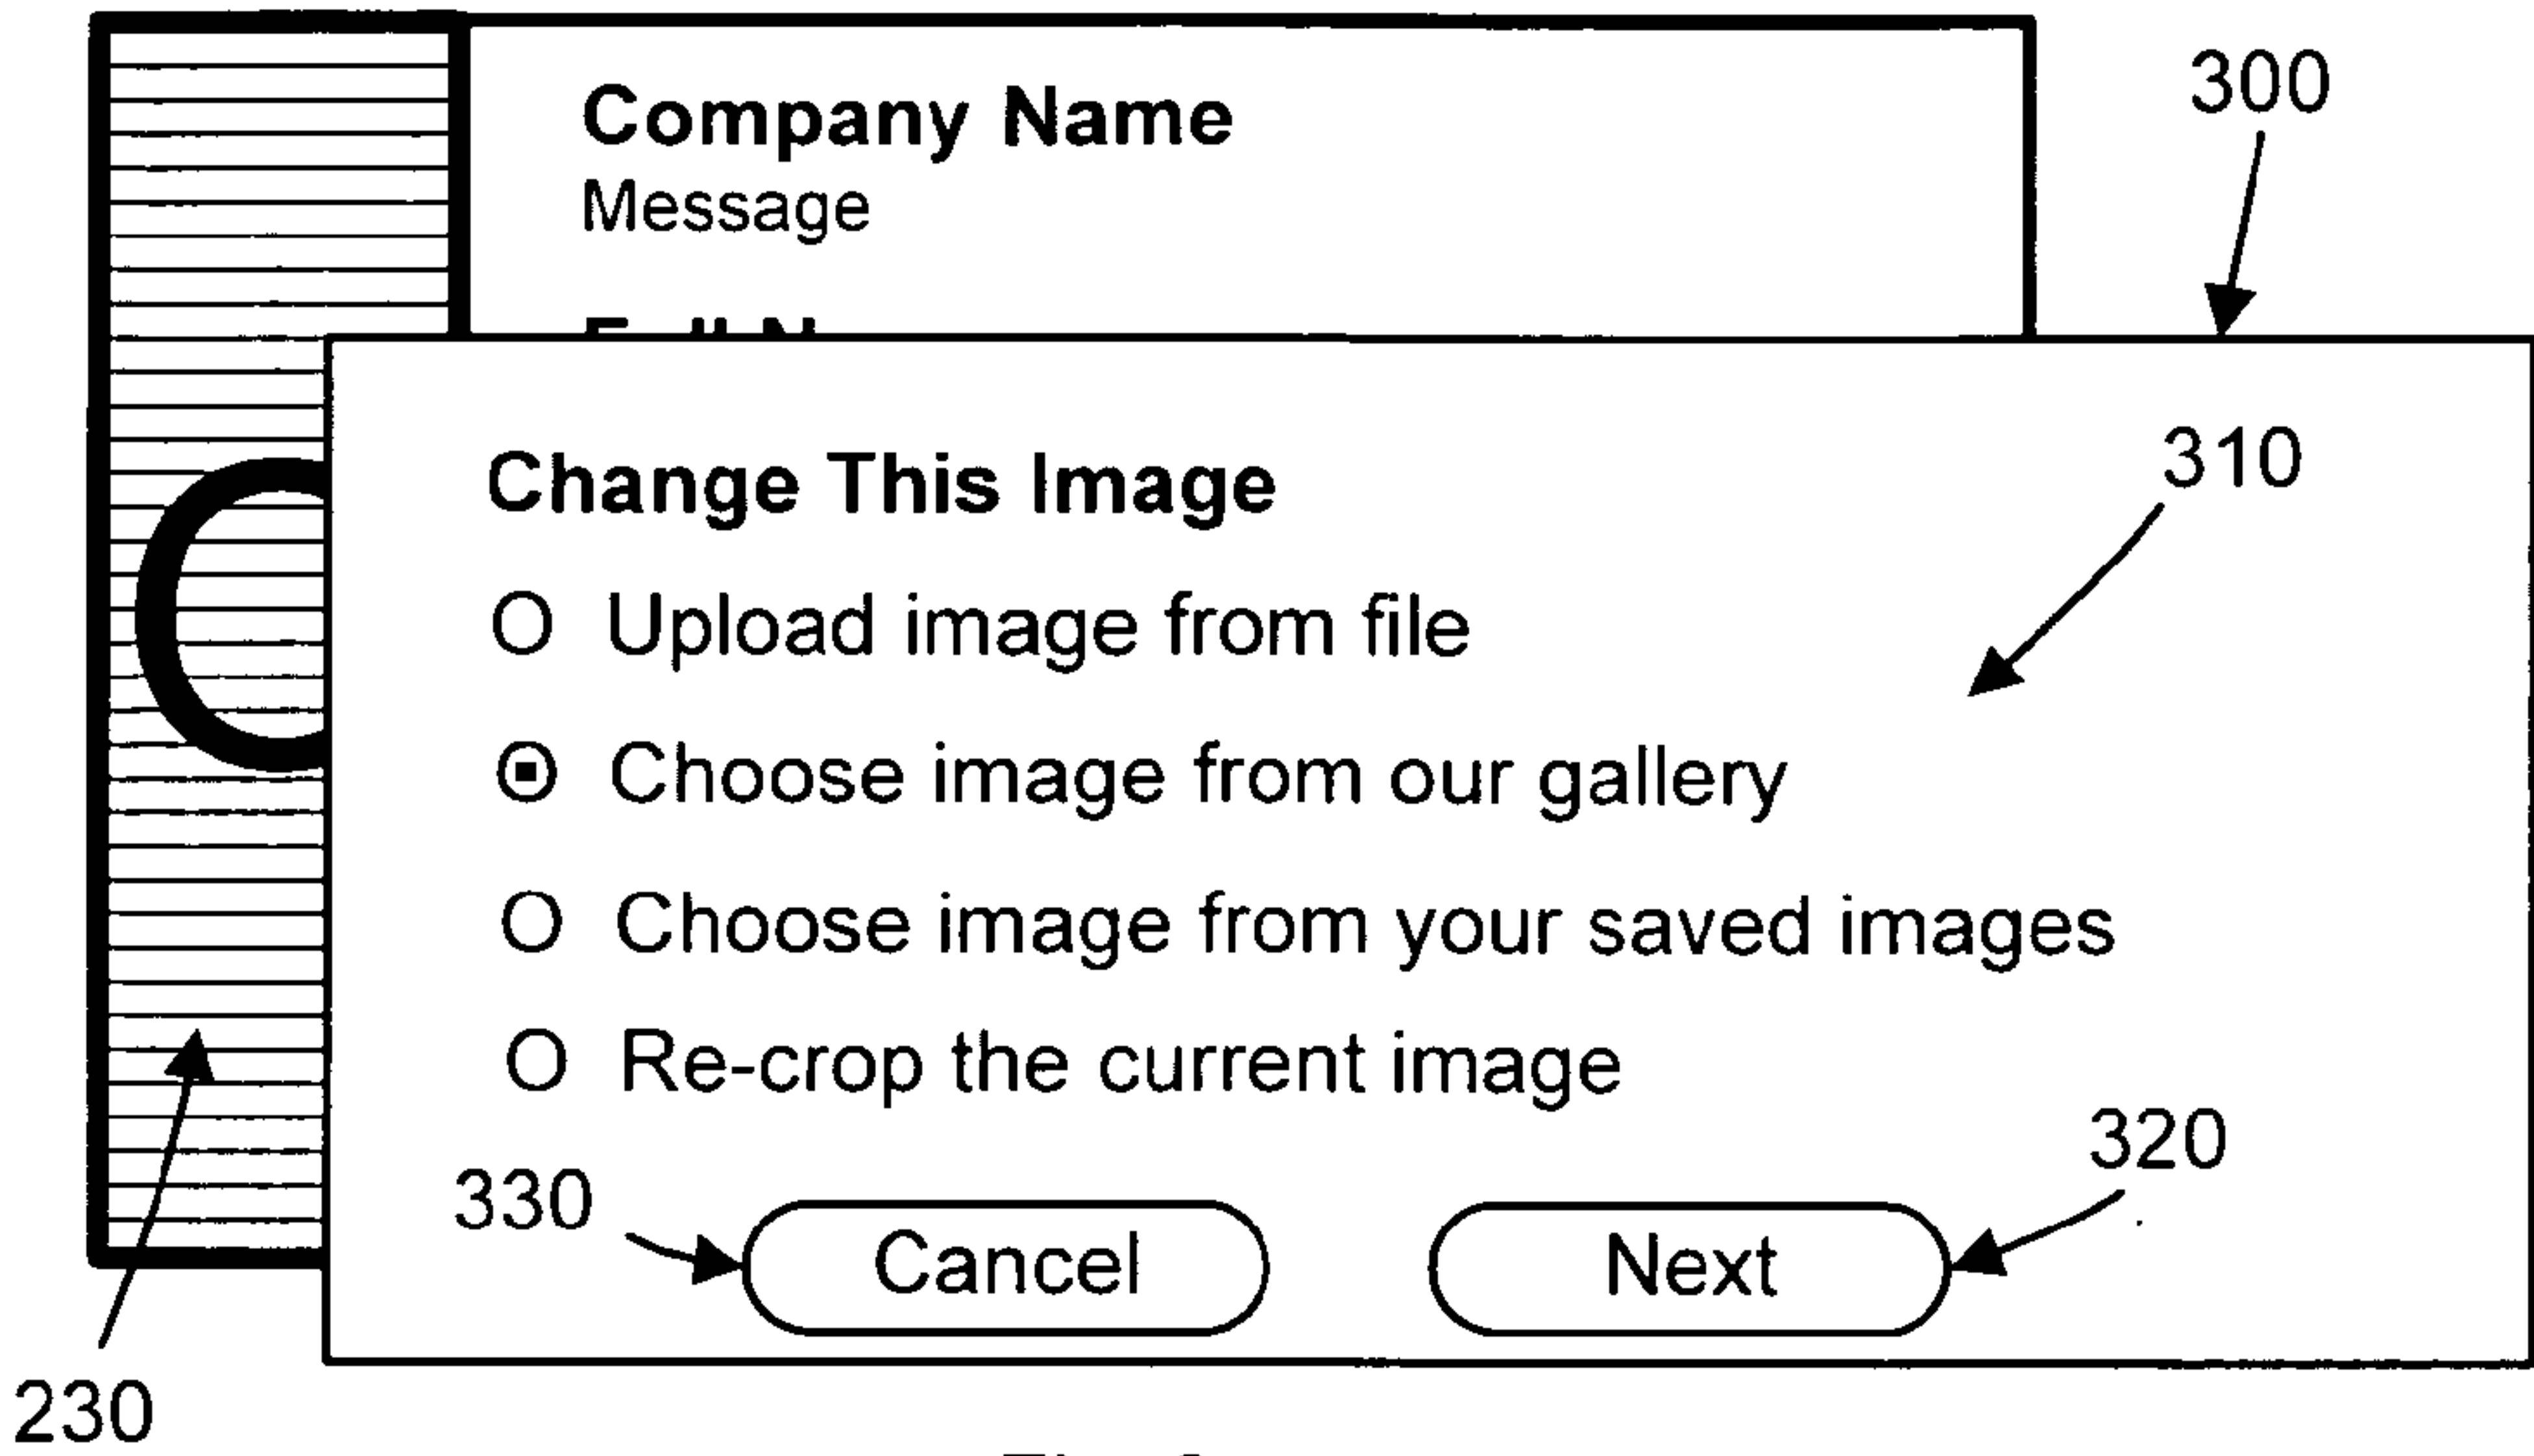 Company Name
300
Message
Change This Image
310
Upload image from file
Choose image from our gallery
Choose image from your saved images
Re-crop the current image
320
330
Cancel
Next
230